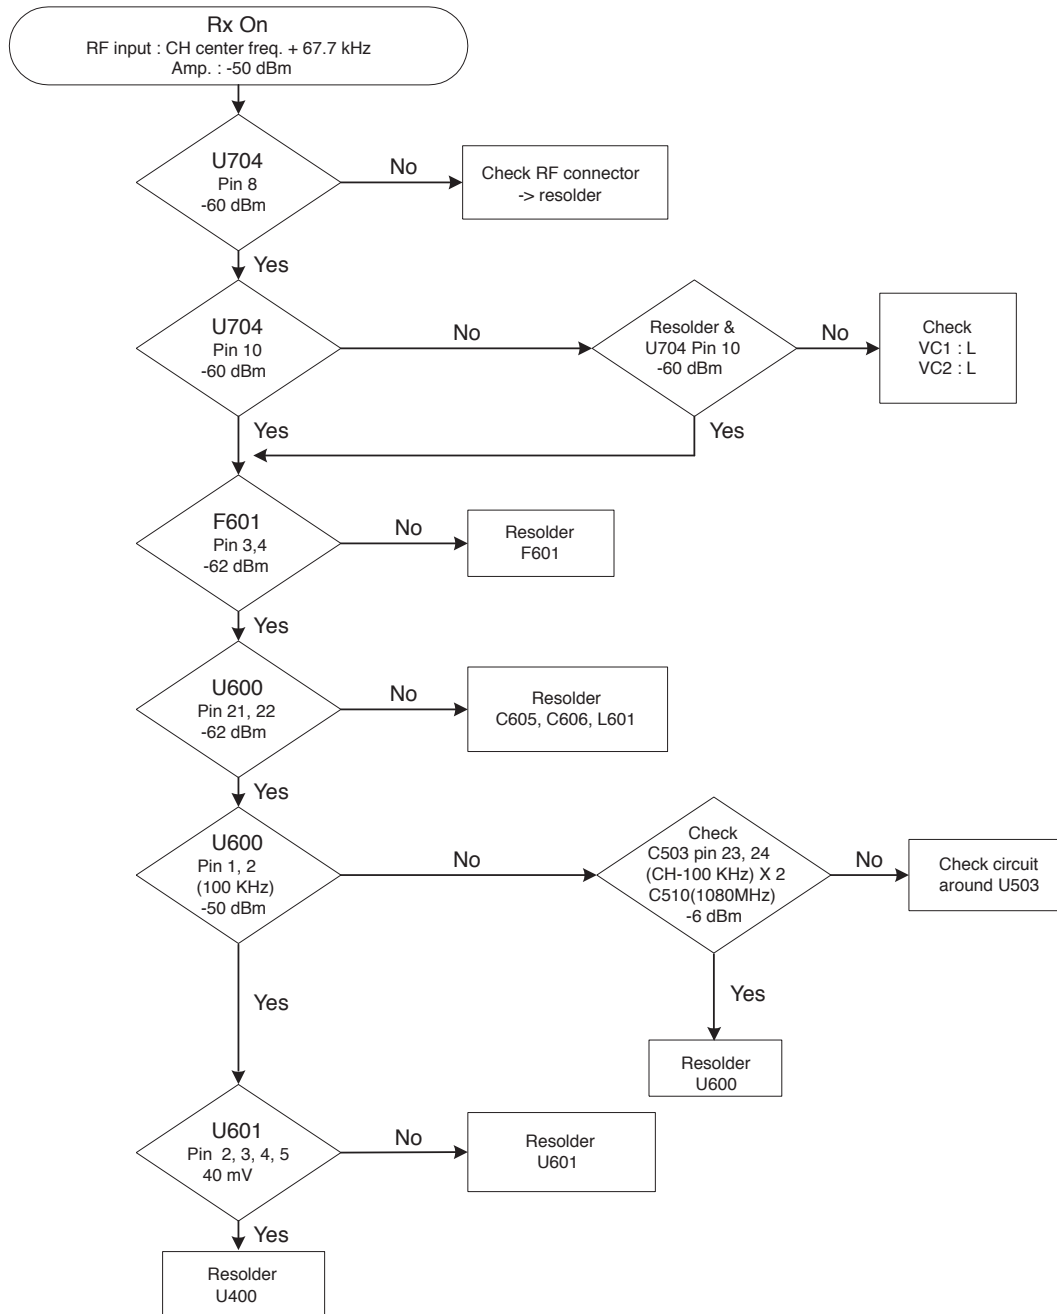 Rx On
RF input : CH center freq. + 67.7 kHz
Amp. : -50 dBm
U704
Pin 8
-60 dBm
No
Check RF connector
-> resolder
Yes
U704
Pin 10
-60 dBm
No
Resolder &
U704 Pin 10
-60 dBm
No
Check
VC1 : L
VC2 : L
Yes
Yes
F601
Pin 3,4
-62 dBm
No
Resolder
F601
Yes
U600
Pin 21, 22
-62 dBm
No
Resolder
C605, C606, L601
Yes
U600
Pin 1, 2
(100 KHz)
-50 dBm
No
Check
C503 pin 23, 24
(CH-100 KHz) X 2
C510(1080MHz)
-6 dBm
No
Check circuit
around U503
Yes
Yes
Resolder
U600
U601
Pin 2, 3, 4, 5
40 mV
No
Resolder
U601
Yes
Resolder
U400